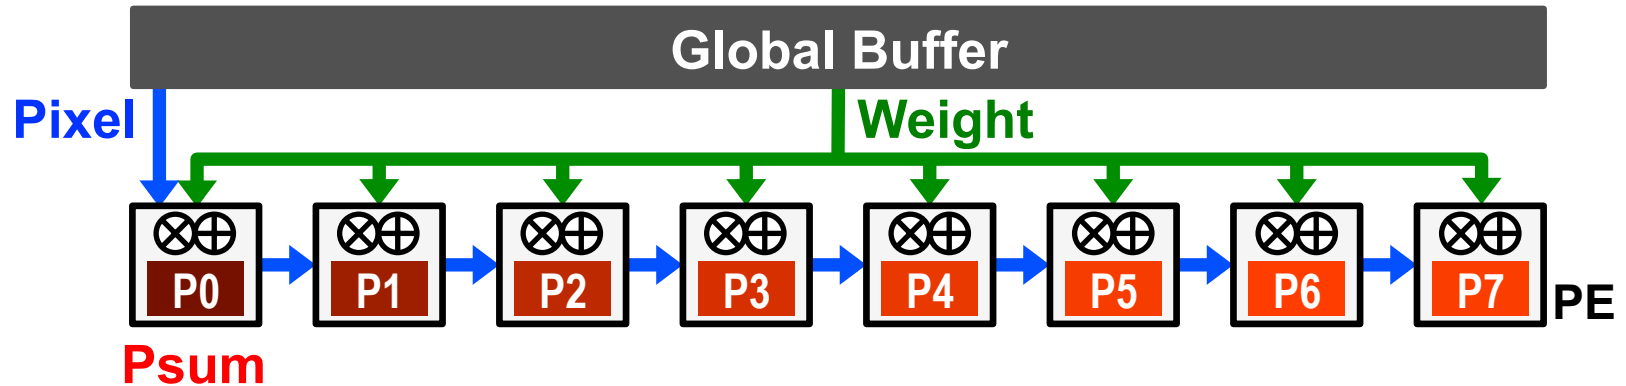 Global Buffer
Pixel
Weight
P0 P1 P2 P3 P4 P5 P6 P7
PE
Psum